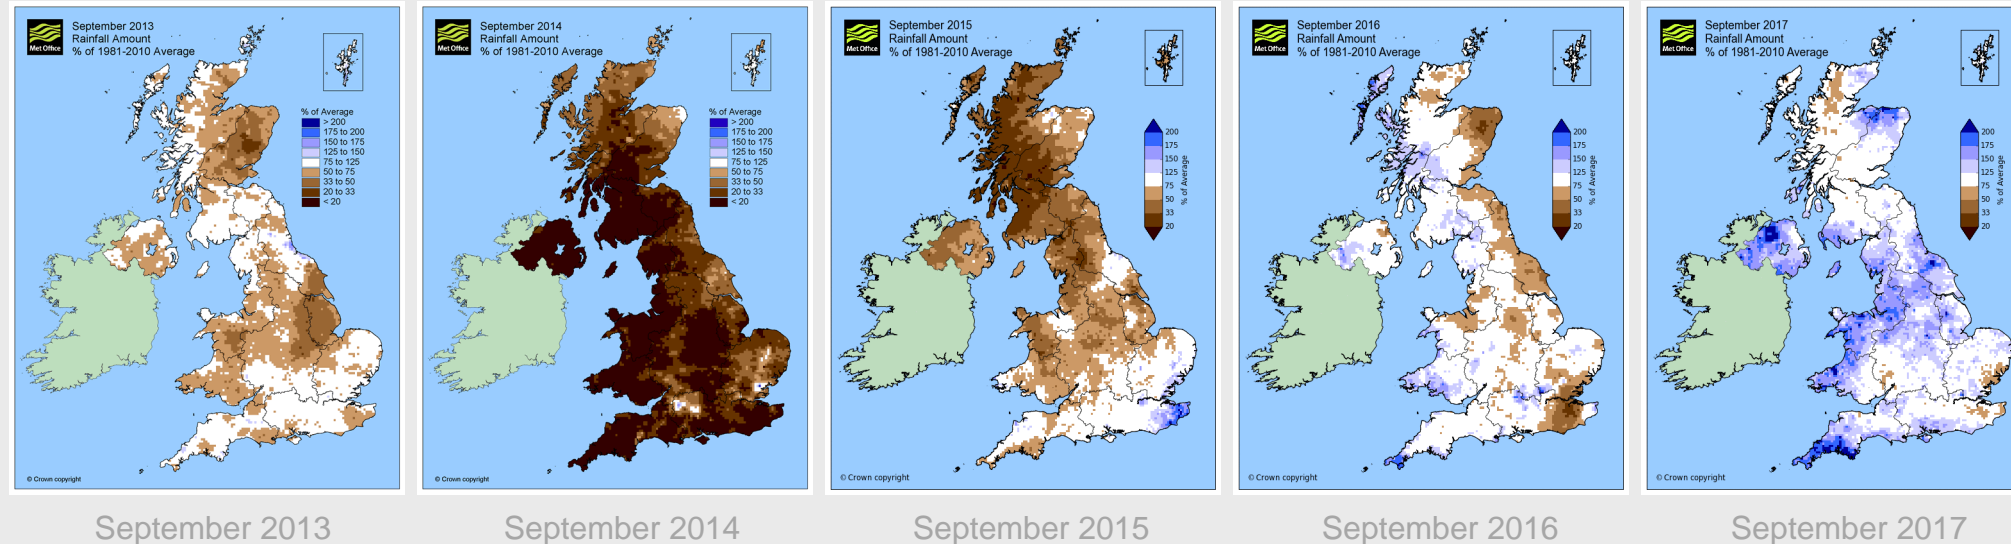 Met Office
September 2013
Rainfall Amount
% of 1981-2010 Average
% of Average
> 200
175 to 200
150 to 175
125 to 150
75 to 125
50 to 75
33 to 50
20 to 33
< 20
© Crown copyright
September 2013
Met Office
September 2014
Rainfall Amount
% of 1981-2010 Average
% of Average
> 200
175 to 200
150 to 175
125 to 150
75 to 125
50 to 75
33 to 50
20 to 33
< 20
© Crown copyright
September 2014
Met Office
September 2015
Rainfall Amount
% of 1981-2010 Average
200
175
150
125
75
50
33
20
% of Average
© Crown copyright
September 2015
Met Office
September 2016
Rainfall Amount
% of 1981-2010 Average
200
175
150
125
75
50
33
20
% of Average
© Crown copyright
September 2016
Met Office
September 2017
Rainfall Amount
% of 1981-2010 Average
200
175
150
125
75
50
33
20
% of Average
© Crown copyright
September 2017